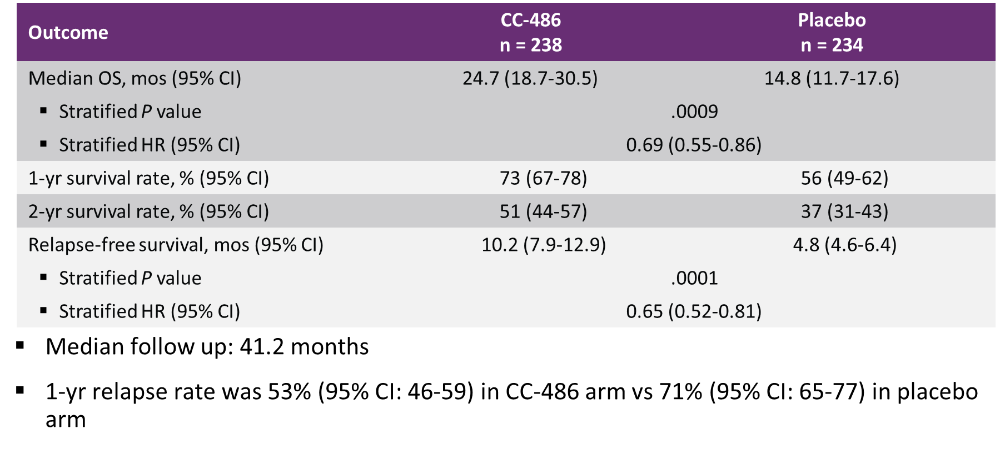 Outcome CC-486 n = 238 Placebo n = 234
Median OS, mos (95% CI) 24.7 (18.7-30.5) 14.8 (11.7-17.6)
▪ Stratified P value .0009
▪ Stratified HR (95% CI) 0.69 (0.55-0.86)
1-yr survival rate, % (95% CI) 73 (67-78) 56 (49-62)
2-yr survival rate, % (95% CI) 51 (44-57) 37 (31-43)
Relapse-free survival, mos (95% CI) 10.2 (7.9-12.9) 4.8 (4.6-6.4)
▪ Stratified P value .0001
▪ Stratified HR (95% CI) 0.65 (0.52-0.81)
▪ Median follow up: 41.2 months
▪ 1-yr relapse rate was 53% (95% CI: 46-59) in CC-486 arm vs 71% (95% CI: 65-77) in placebo
arm